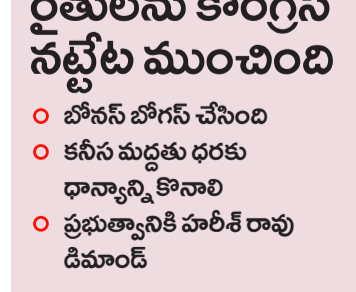 రైతులను కాంగ్రెస్
నట్టేట ముంచింది
బోనస్ బోగస్ చేసింది
కనీస మద్దతు ధరకు
ధాన్యాన్ని కొనాలి
ప్రభుత్వానికి హరీశ్ రావు
డిమాండ్